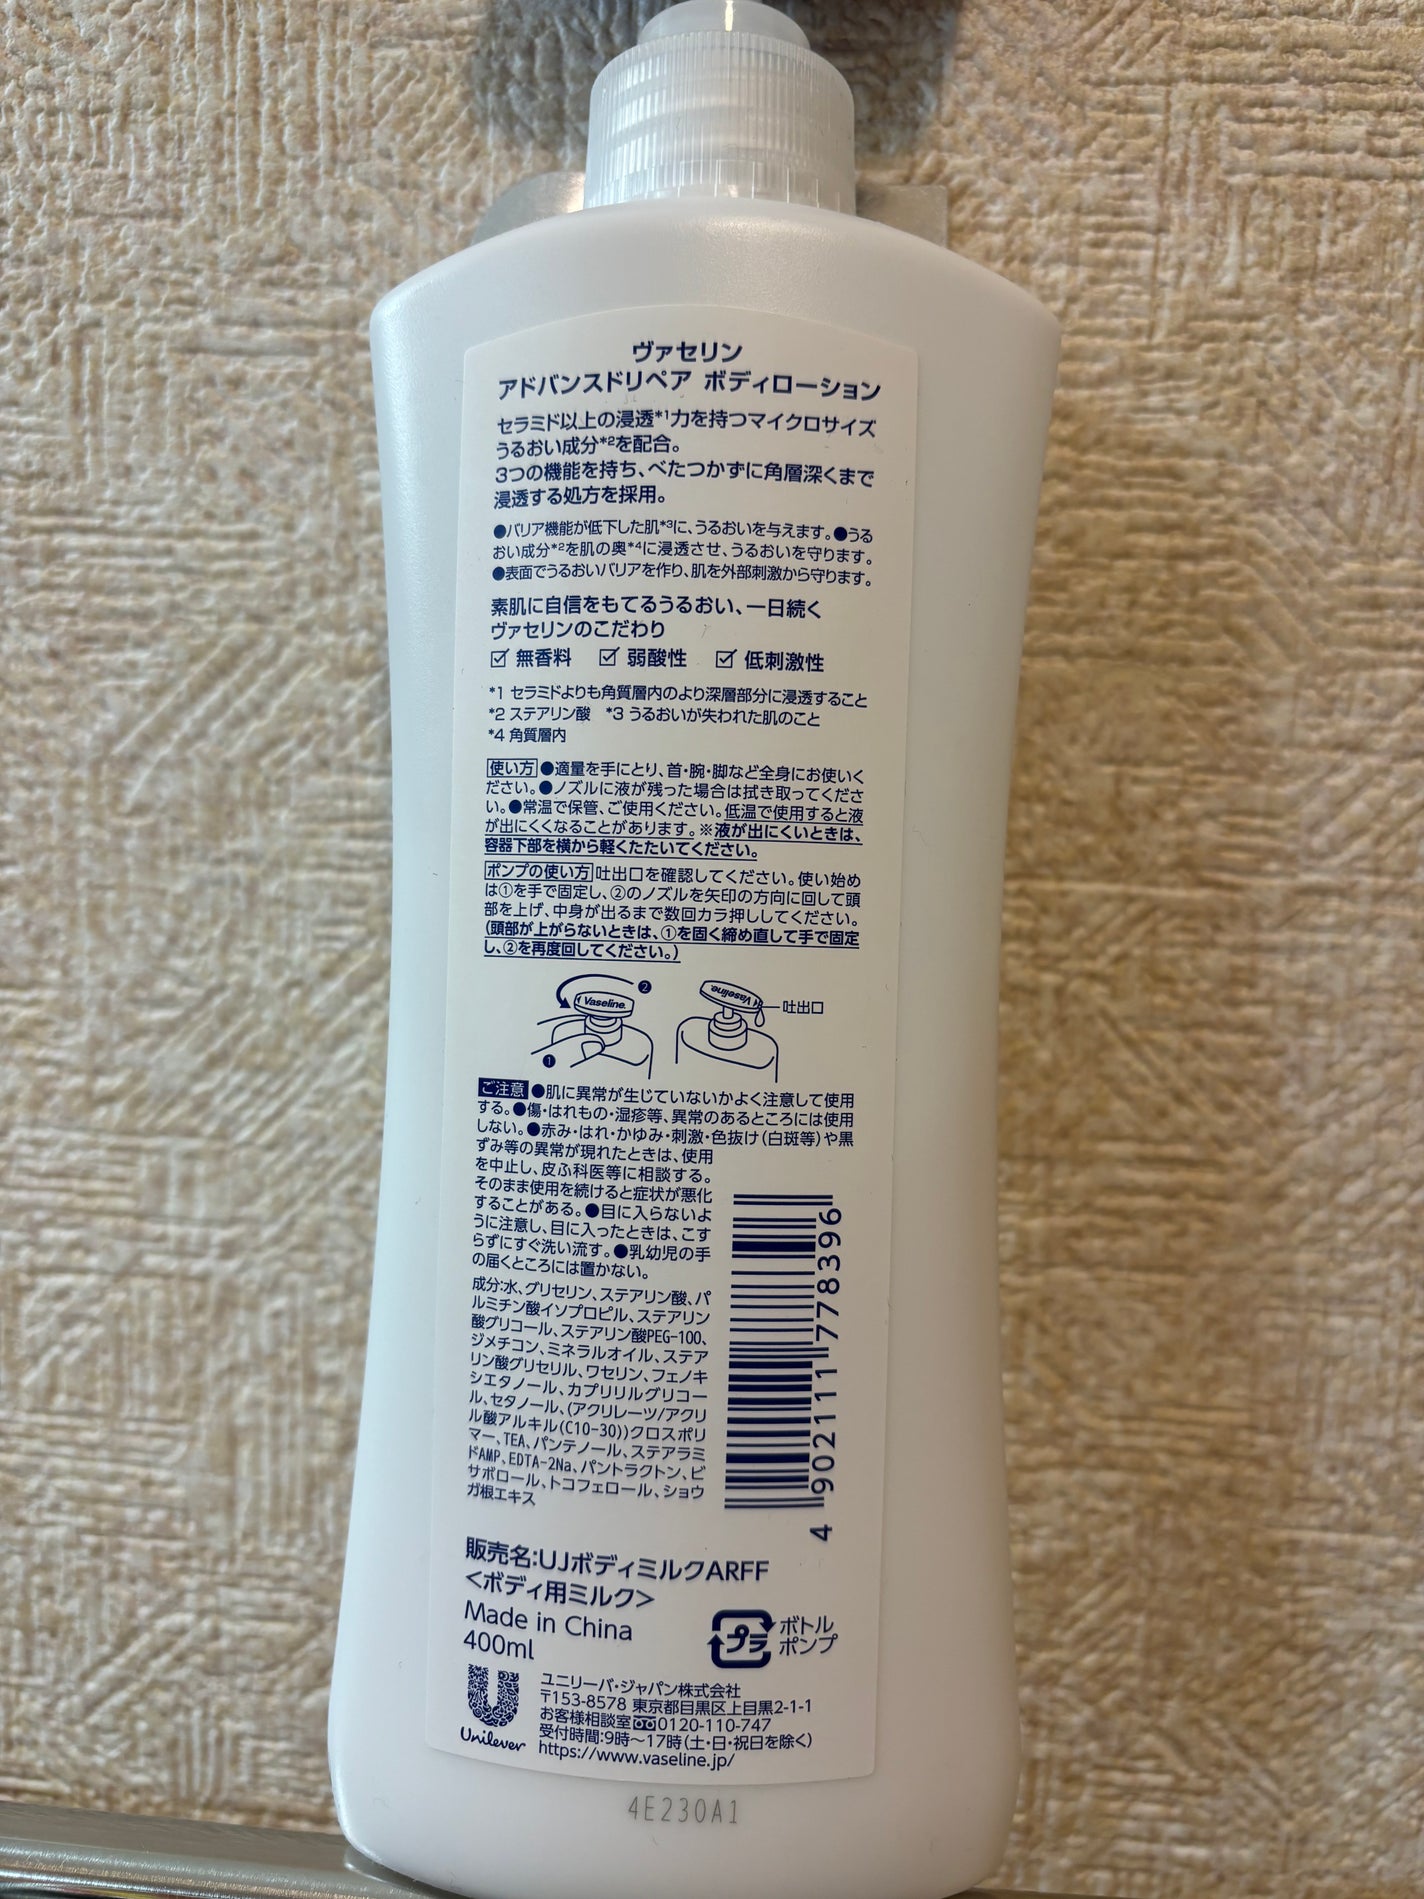 ヴァセリン
アドバンスドリペア ボディローション
セラミド以上の浸透*1力を持つマイクロサイズ
うるおい成分*2を配合。
3つの機能を持ち、べたつかずに角層深くまで
浸透する処方を採用。
●バリア機能が低下した肌*3に、うるおいを与えます。●うる
おい成分*2を肌の奥*4に浸透させ、うるおいを守ります。
●表面でうるおいバリアを作り、肌を外部刺激から守ります。
素肌に自信をもてるうるおい、一日続く
ヴァセリンのこだわり
☑ 無香料 ☑ 弱酸性 ☑ 低刺激性
*1 セラミドよりも角質層内のより深層部分に浸透すること
*2 ステアリン酸 *3 うるおいが失われた肌のこと
*4 角質層内
使い方 ●適量を手にとり、首・腕・脚など全身にお使いく
ださい。●ノズルに液が残った場合は拭き取ってくださ
い。●常温で保管、ご使用ください。低温で使用すると液
が出にくくなることがあります。※液が出にくいときは、
容器下部を横から軽くたたいてください。
ポンプの使い方 吐出口を確認してください。使い始め
は①を手で固定し、②のノズルを矢印の方向に回して頭
部を上げ、中身が出るまで数回カラ押ししてください。
(頭部が上がらないときは、①を固く締め直して手で固定
し、②を再度回してください。)
❷
Vaseline.
Vaseline.
吐出口
❶
ご注意 ●肌に異常が生じていないかよく注意して使用
する。●傷・はれもの・湿疹等、異常のあるところには使用
しない。●赤み・はれ・かゆみ・刺激・色抜け(白斑等)や黒
ずみ等の異常が現れたときは、使用
を中止し、皮ふ科医等に相談する。
そのまま使用を続けると症状が悪化
することがある。●目に入らないよ
うに注意し、目に入ったときは、こす
らずにすぐ洗い流す。●乳幼児の手
の届くところには置かない。
成分:水、グリセリン、ステアリン酸、パ
ルミチン酸イソプロピル、ステアリン
酸グリコール、ステアリン酸PEG-100、
ジメチコン、ミネラルオイル、ステア
リン酸グリセリル、ワセリン、フェノキ
シエタノール、カプリリルグリコー
ル、セタノール、(アクリレーツ/アクリ
ル酸アルキル(C10-30))クロスポリ
マー、TEA、パンテノール、ステアラミ
ドAMP、EDTA-2Na、パントラクトン、ビ
サボロール、トコフェロール、ショウ
ガ根エキス
4 902111 778396
販売名:UJボディミルクARFF
<ボディ用ミルク>
Made in China
400ml
プラ
ボトル
ポンプ
Unilever
ユニリーバ・ジャパン株式会社
〒153-8578 東京都目黒区上目黒2-1-1
お客様相談室 0120-110-747
受付時間:9時〜17時(土・日・祝日を除く)
https://www.vaseline.jp/
4E230A1